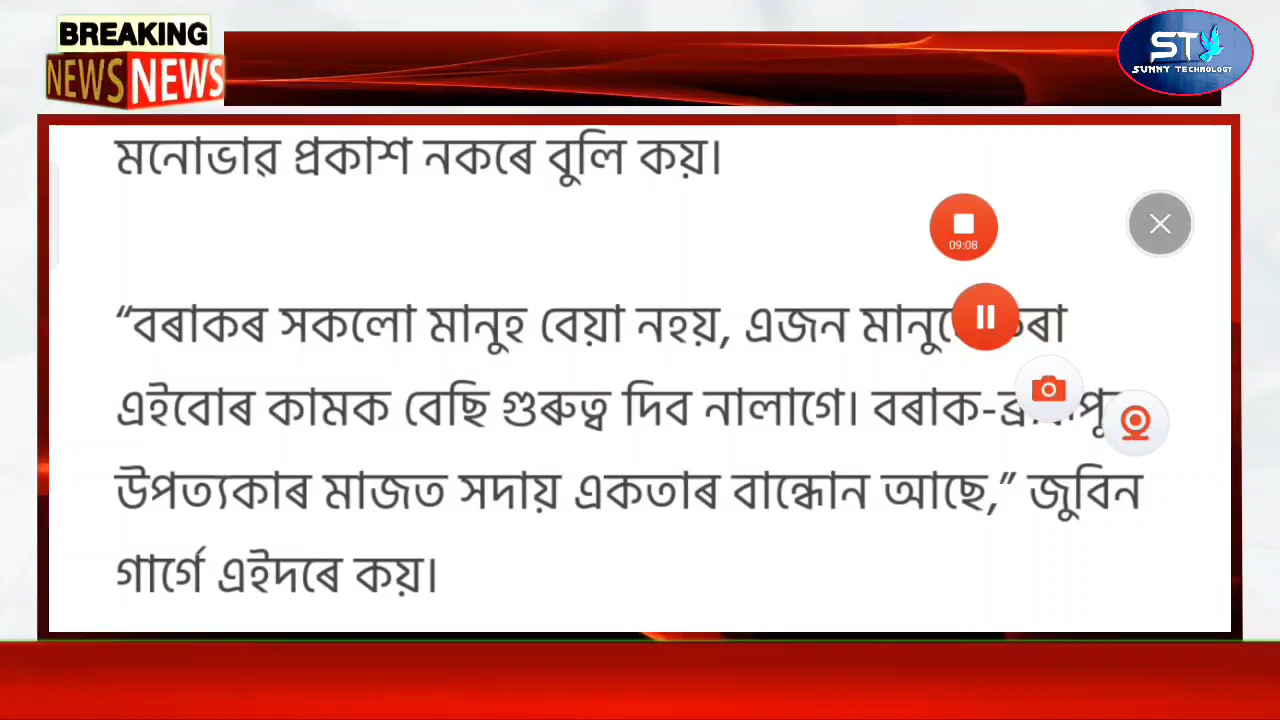 BREAKING
NEWS NEWS
ST
SUNNY TECHNOLOGY
মনোভাৱ প্ৰকাশ নকৰে বুলি কয়।
09:08
“বৰাকৰ সকলো মানুহ বেয়া নহয়, এজন
এইবোৰ কামক বেছি গুৰুত্ব দিব নালাগে।
উপত্যকাৰ মাজত সদায় একতাৰ বান্ধোন আছে,” জুবিন
গাৰ্গে এইদৰে কয়।